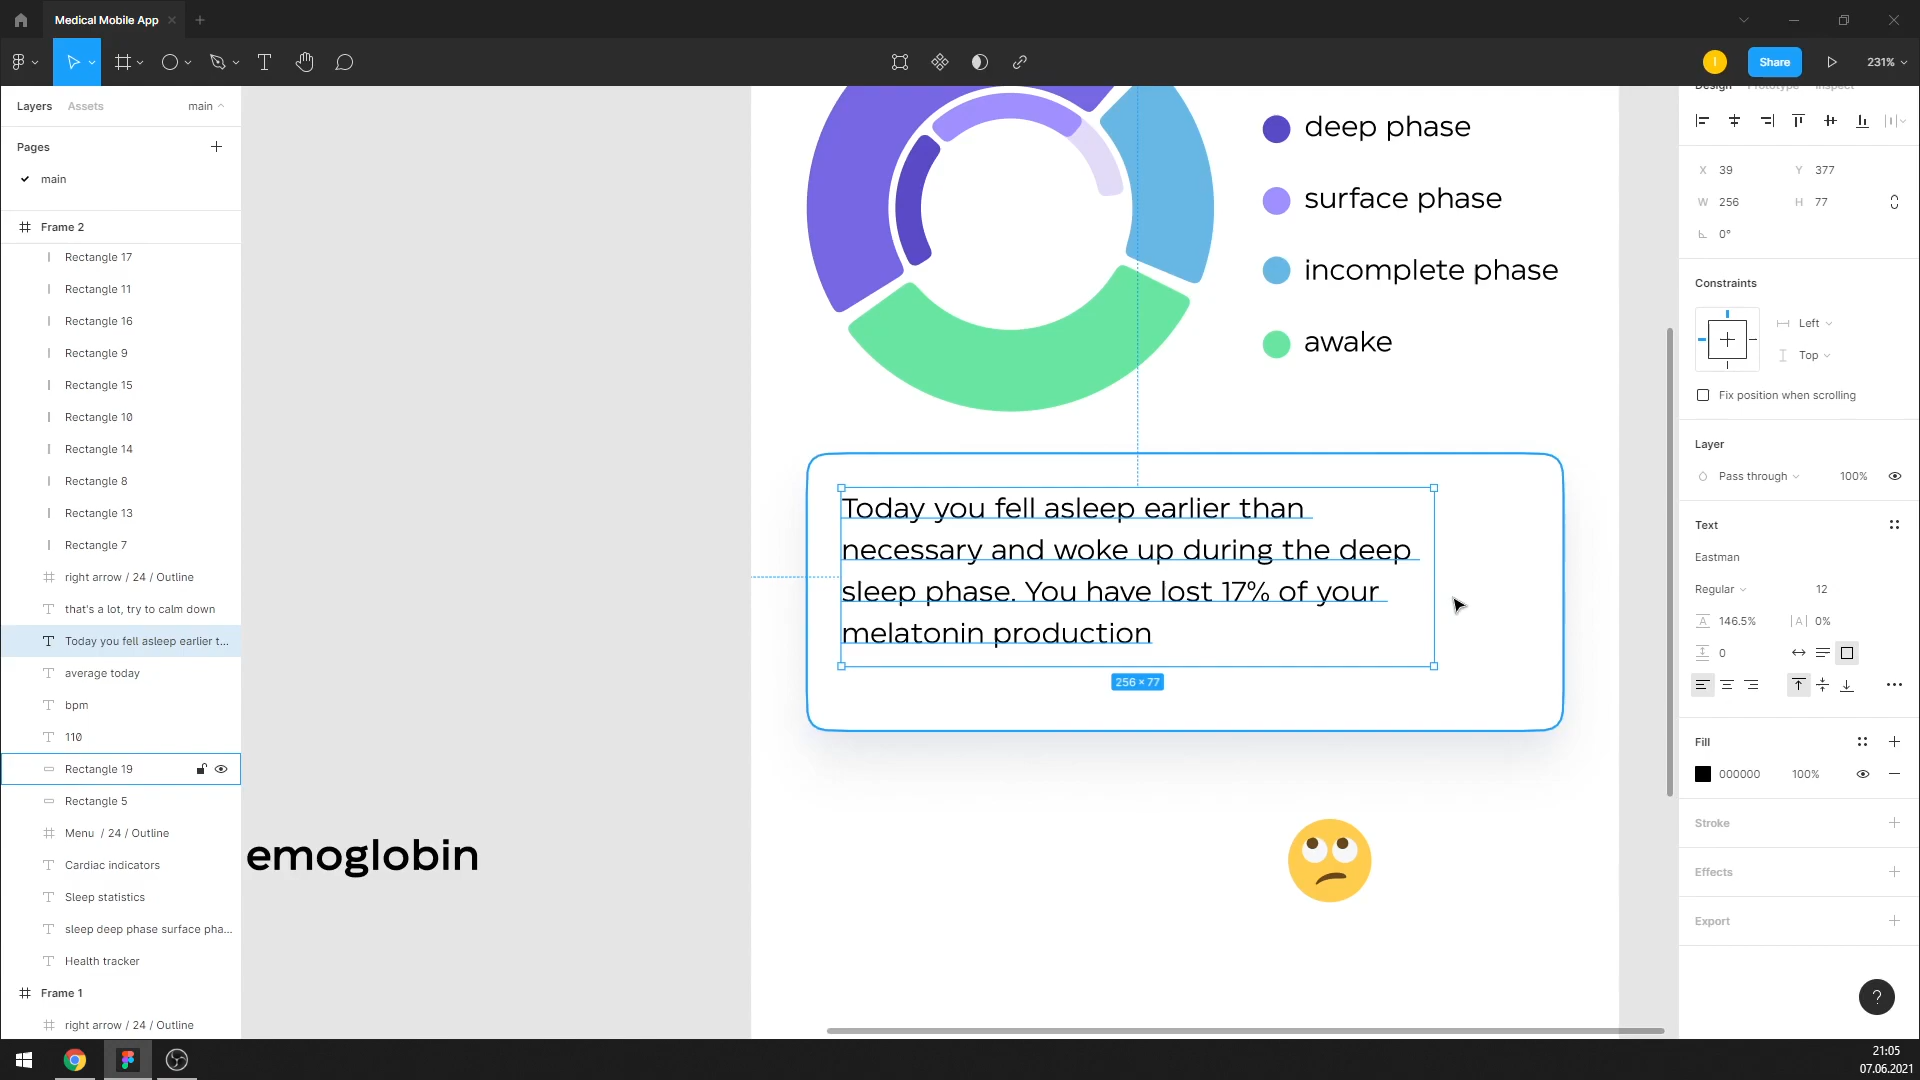 Medical Mobile App
Share
231%
Layers
Assets
main
Pages
main
Frame 2
Rectangle 17
Rectangle 11
Rectangle 16
Rectangle 9
Rectangle 15
Rectangle 10
Rectangle 14
Rectangle 8
Rectangle 13
Rectangle 7
right arrow / 24 / Outline
that's a lot, try to calm down
Today you fell asleep earlier t...
average today
bpm
110
Rectangle 19
Rectangle 5
Menu / 24 / Outline
Cardiac indicators
Sleep statistics
sleep deep phase surface pha...
Health tracker
Frame 1
right arrow / 24 / Outline
emoglobin
deep phase
surface phase
incomplete phase
awake
Today you fell asleep earlier than
necessary and woke up during the deep
sleep phase. You have lost 17% of your
melatonin production
256 × 77
Design
Prototype
Inspect
X 39
Y 377
W 256
H 77
0°
Constraints
Left
Top
Fix position when scrolling
Layer
Pass through
100%
Text
Eastman
Regular
12
146.5%
0%
0
Fill
000000
100%
Stroke
Effects
Export
?
21:05
07.06.2021